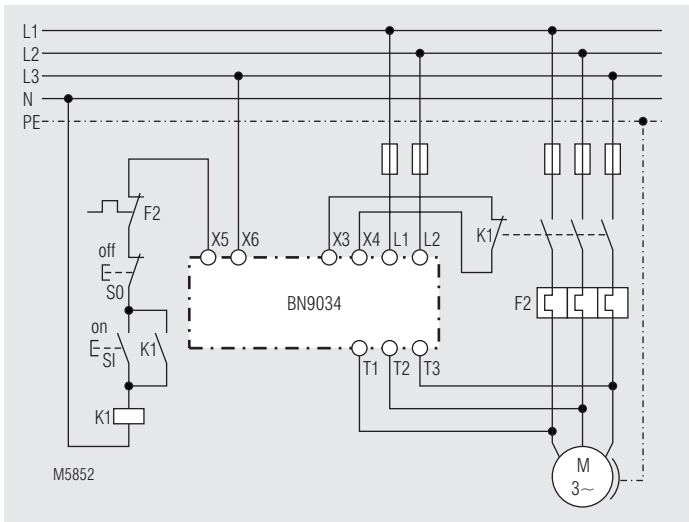 L1
L2
L3
N
PE
F2
X5
X6
X3
X4
L1
L2
K1
off
S0
BN9034
F2
on
SI
K1
T1
T2
T3
K1
M5852
M
3~